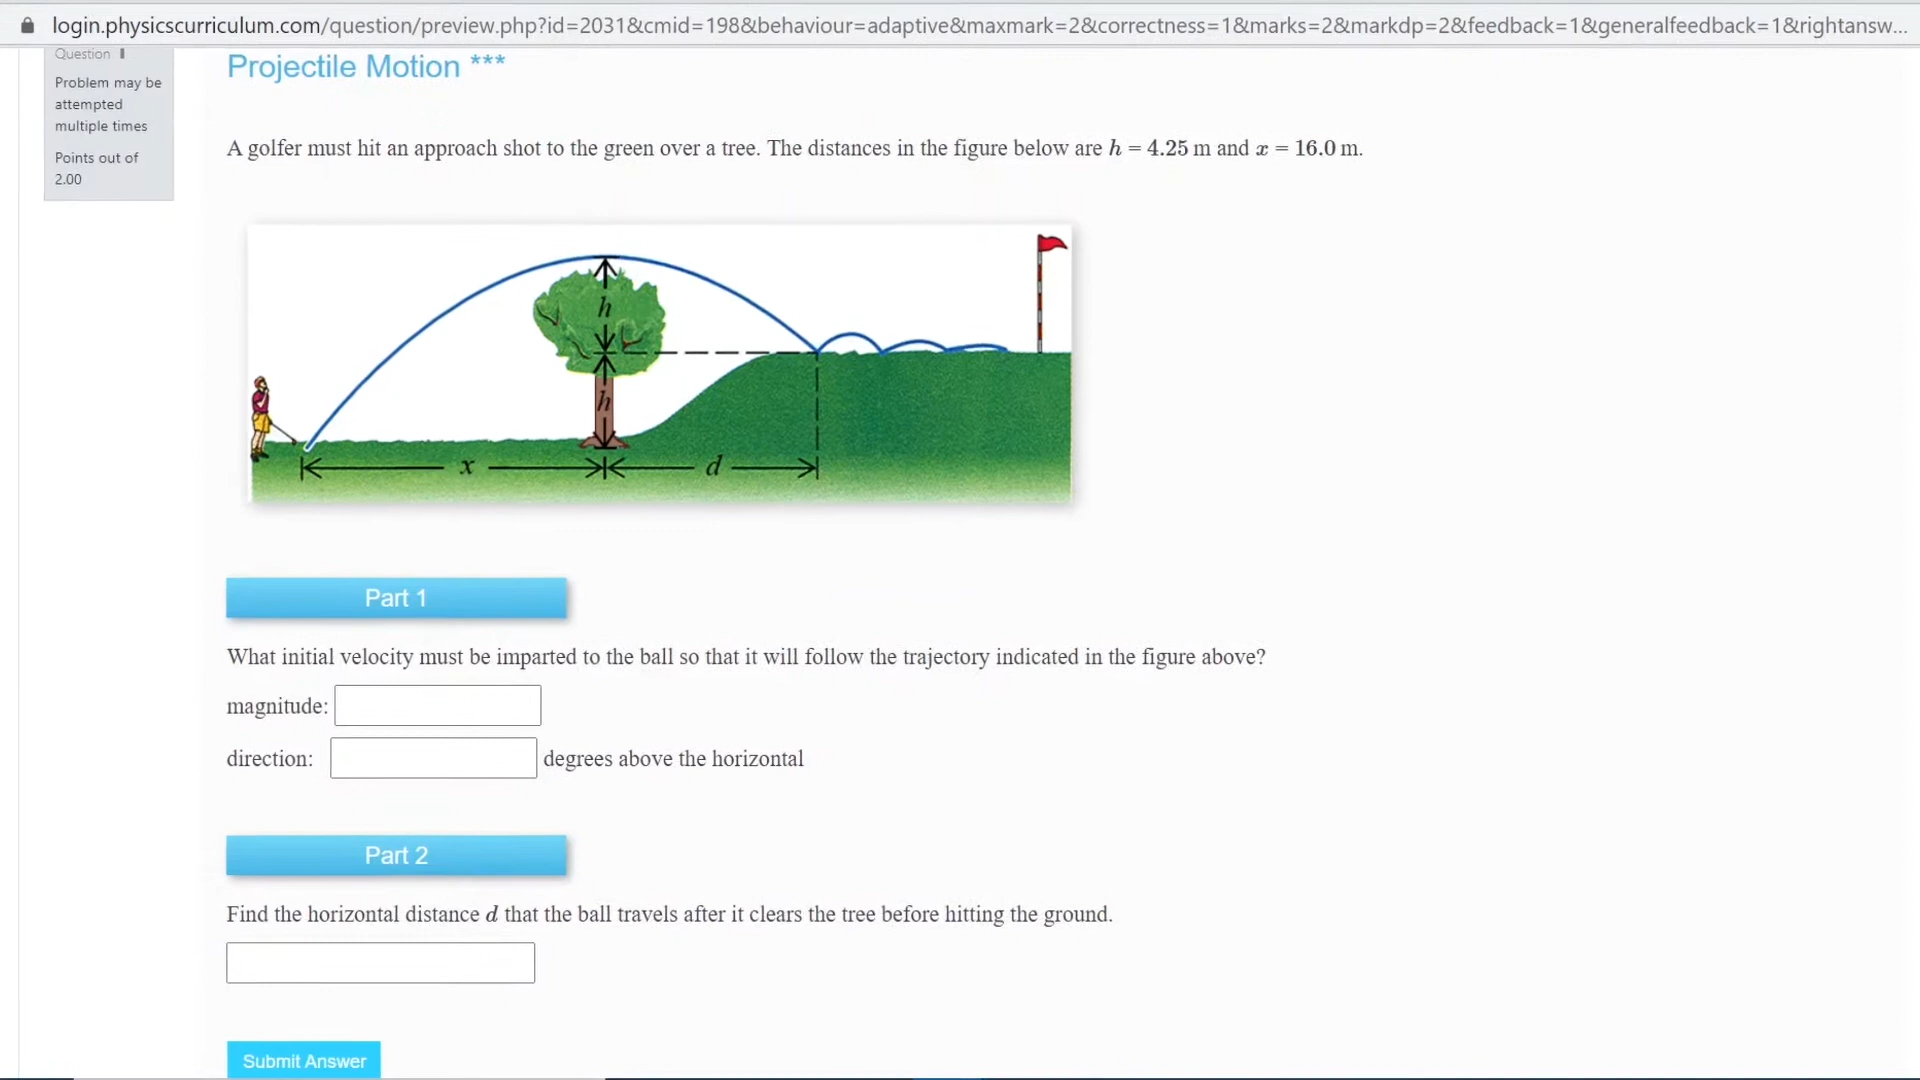 login.physicscurriculum.com/question/preview.php?id=2031&cmid=198&behaviour=adaptive&maxmark=2&correctness=1&marks=2&markdp=2&feedback=1&generalfeedback=1&rightansw...
Question 1
Problem may be
attempted
multiple times
Points out of
2.00
Projectile Motion ***
A golfer must hit an approach shot to the green over a tree. The distances in the figure below are h = 4.25 m and x = 16.0 m.
h
h
x
d
Part 1
What initial velocity must be imparted to the ball so that it will follow the trajectory indicated in the figure above?
magnitude:
direction: degrees above the horizontal
Part 2
Find the horizontal distance d that the ball travels after it clears the tree before hitting the ground.
Submit Answer